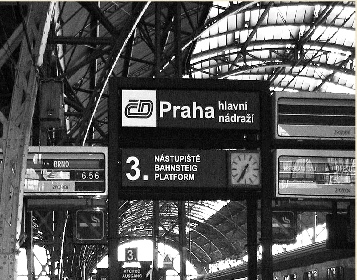 ČD Praha hlavní
nádraží
3. NÁSTUPIŠTĚ
BAHNSTEIG
PLATFORM
BRNO
6 56
3.